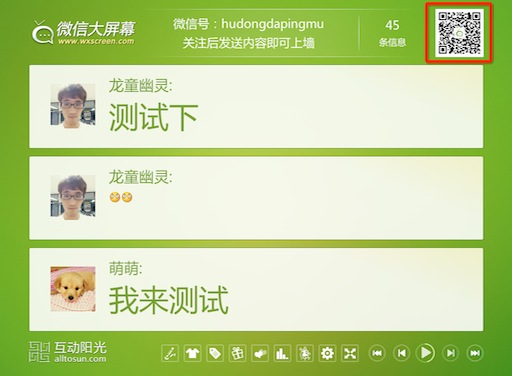 微信大屏幕
www.wxscreen.com
微信号：hudongdapingmu
关注后发送内容即可上墙
45
条信息
龙童幽灵:
测试下
龙童幽灵:
萌萌:
我来测试
互动阳光
alltosun.com